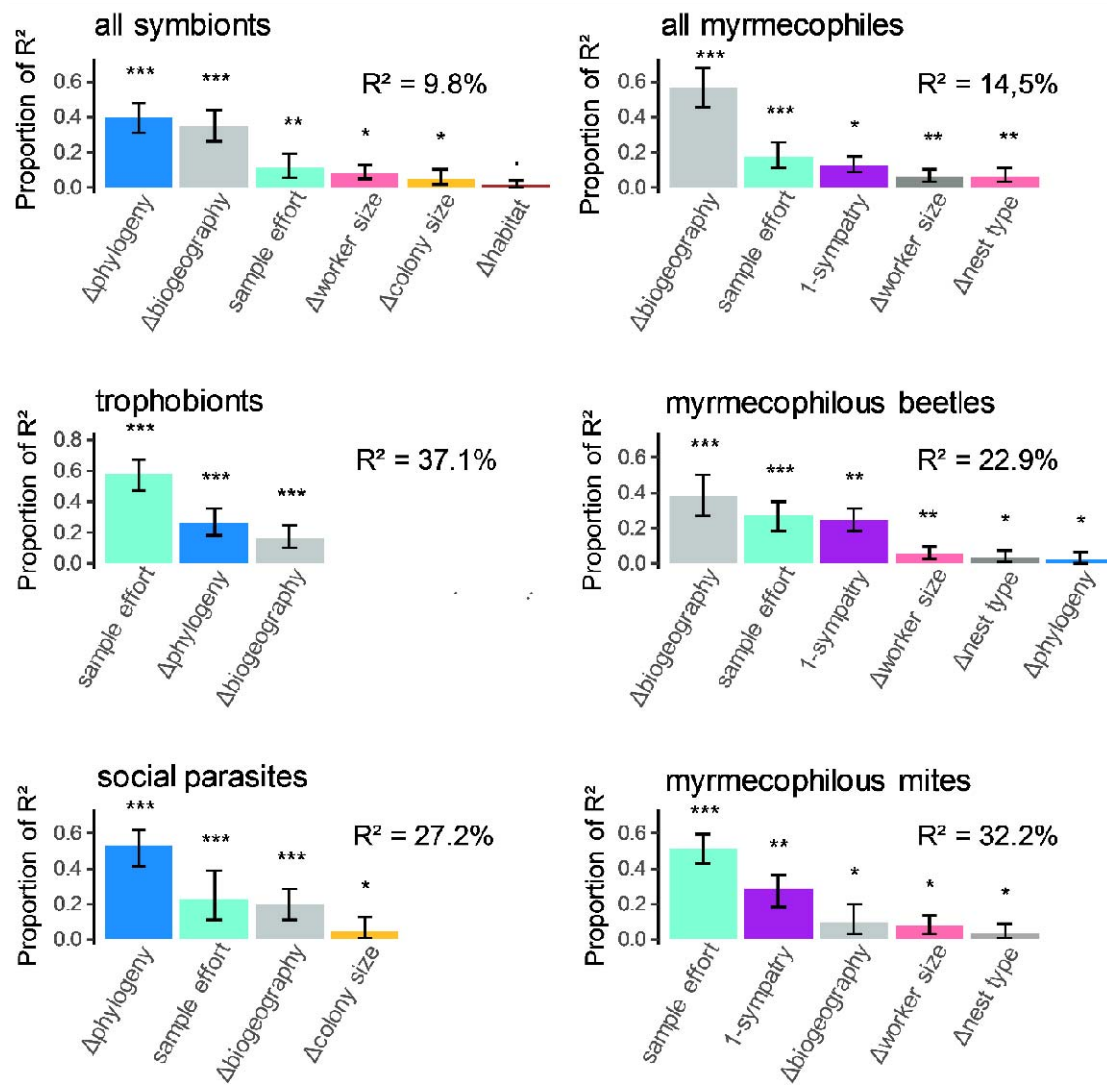 all symbionts
Proportion of R²
0.6
0.4
0.2
0.0
***
***
**
*
*
.
R² = 9.8%
Δphylogeny
Δbiogeography
sample effort
Δworker size
Δcolony size
Δhabitat
all myrmecophiles
Proportion of R²
0.6
0.4
0.2
0.0
***
***
*
**
**
R² = 14,5%
Δbiogeography
sample effort
1-sympatry
Δworker size
Δnest type
trophobionts
Proportion of R²
0.8
0.6
0.4
0.2
0.0
***
***
***
R² = 37.1%
sample effort
Δphylogeny
Δbiogeography
myrmecophilous beetles
Proportion of R²
0.6
0.4
0.2
0.0
***
***
**
**
*
*
R² = 22.9%
Δbiogeography
sample effort
1-sympatry
Δworker size
Δnest type
Δphylogeny
social parasites
Proportion of R²
0.6
0.4
0.2
0.0
***
***
***
*
R² = 27.2%
Δphylogeny
sample effort
Δbiogeography
Δcolony size
myrmecophilous mites
Proportion of R²
0.6
0.4
0.2
0.0
***
**
*
*
*
R² = 32.2%
sample effort
1-sympatry
Δbiogeography
Δworker size
Δnest type